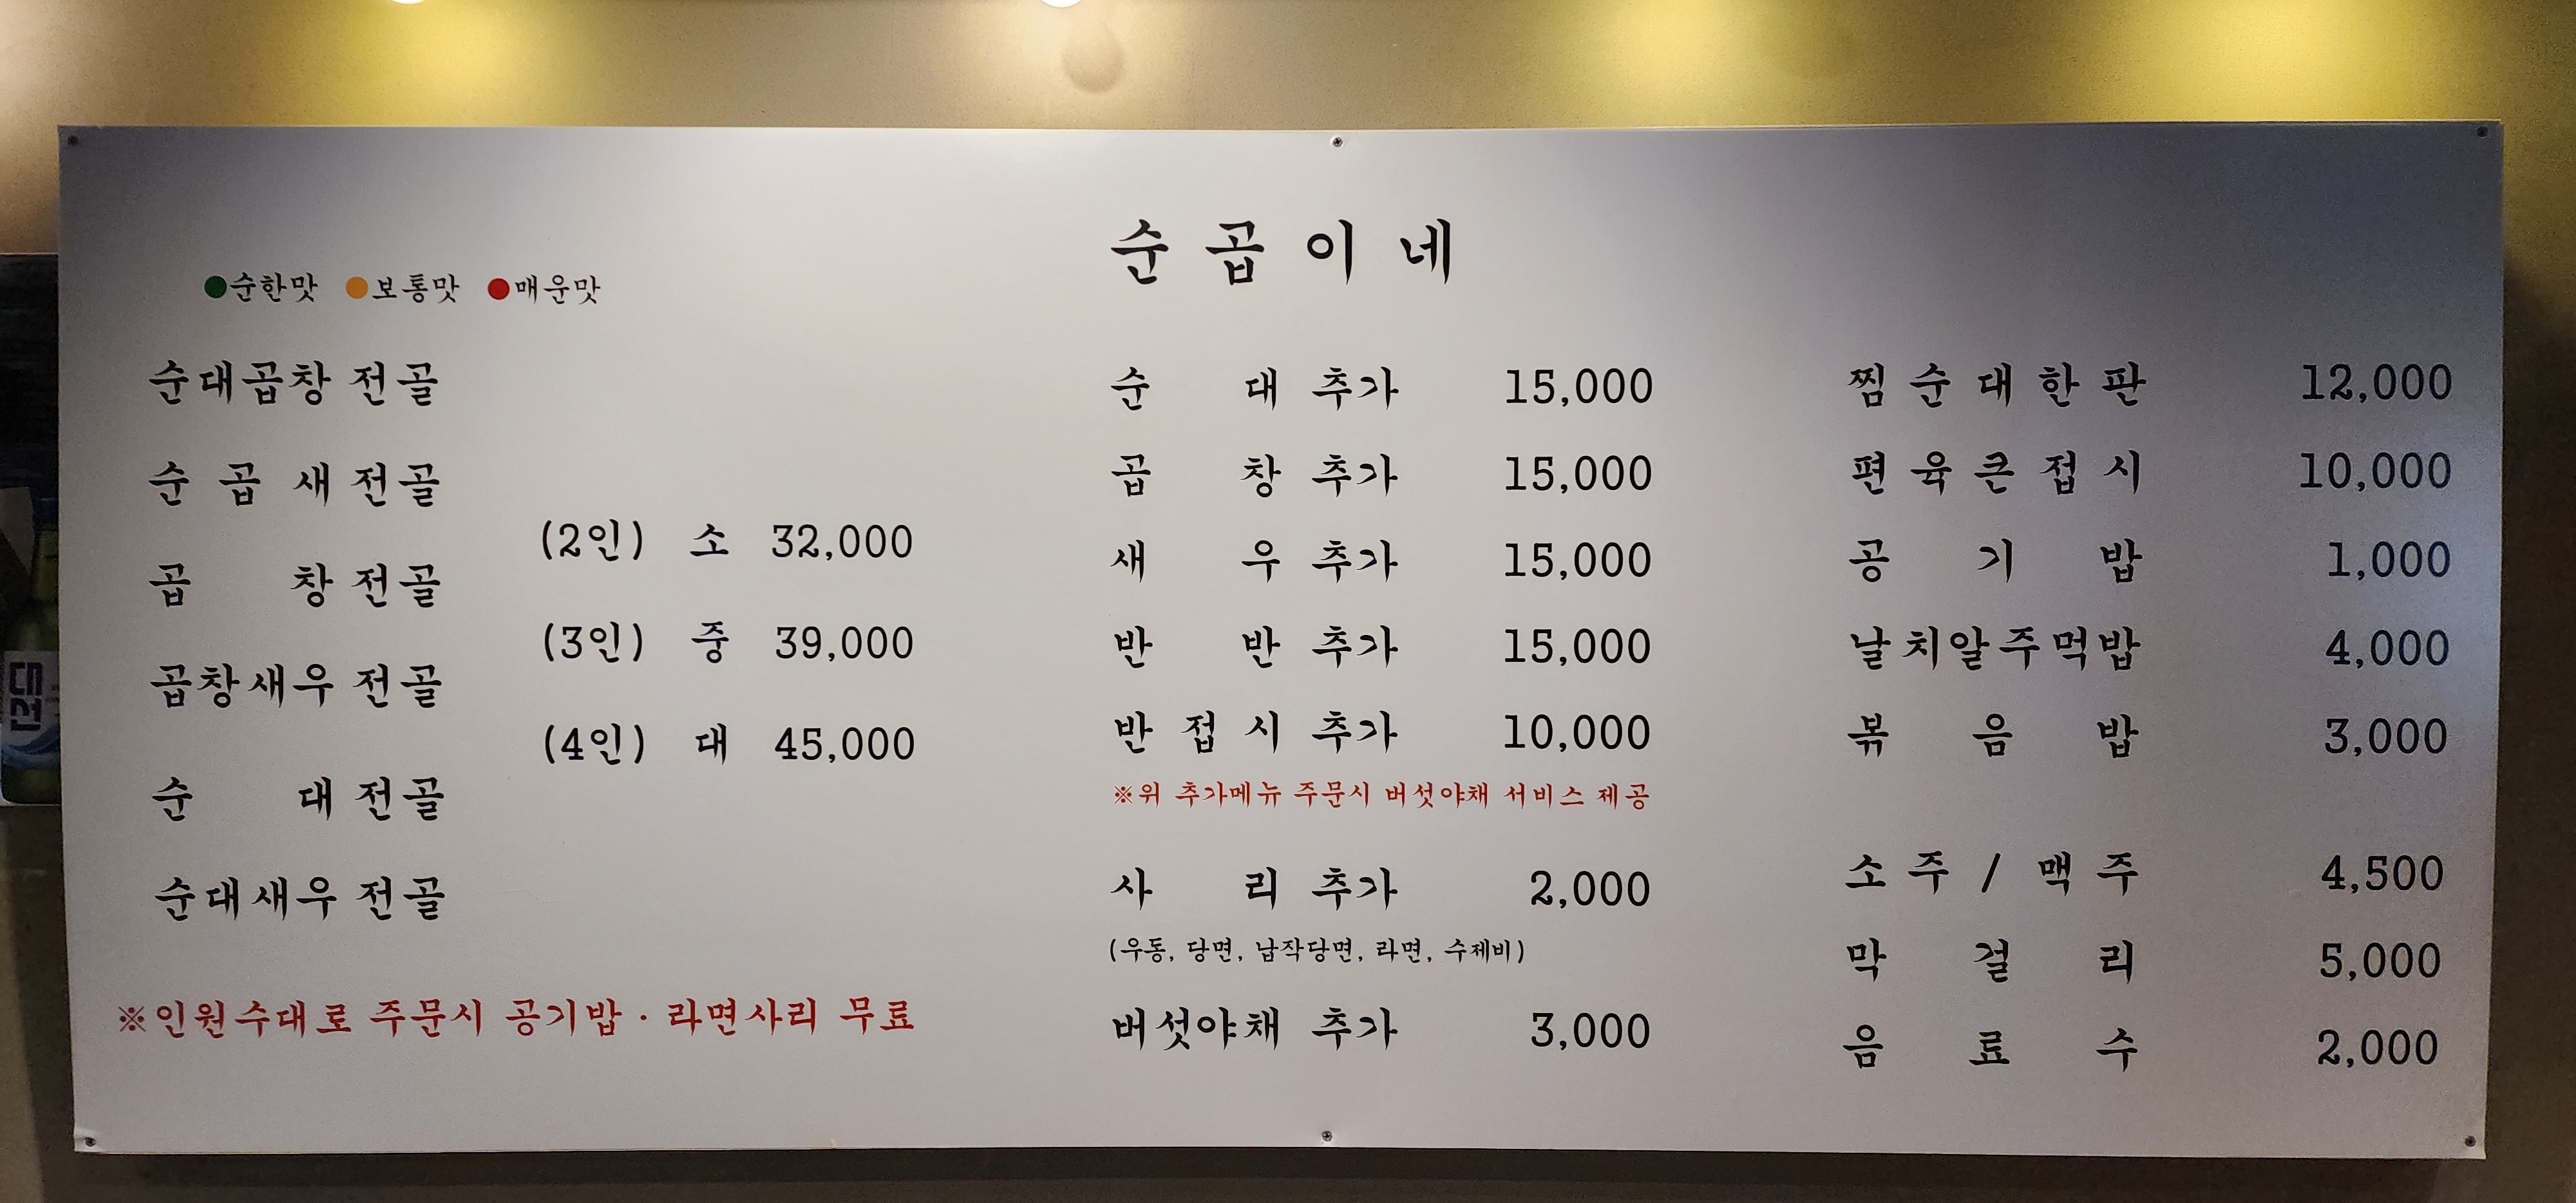 순곱이네
●순한맛 ●보통맛 ●매운맛
순대곱창 전골
순곱새 전골
곱창 전골
곱창새우 전골
순대 전골
순대새우 전골
(2인) 소 32,000
(3인) 중 39,000
(4인) 대 45,000
※인원수대로 주문시 공기밥·라면사리 무료
순대 추가 15,000
곱창 추가 15,000
새우 추가 15,000
반반 추가 15,000
반접시 추가 10,000
※위 추가메뉴 주문시 버섯야채 서비스 제공
사리 추가 2,000
(우동, 당면, 납작당면, 라면, 수제비)
버섯야채 추가 3,000
찜순대한판 12,000
편육큰접시 10,000
공기밥 1,000
날치알주먹밥 4,000
볶음밥 3,000
소주 / 맥주 4,500
막걸리 5,000
음료수 2,000
대선